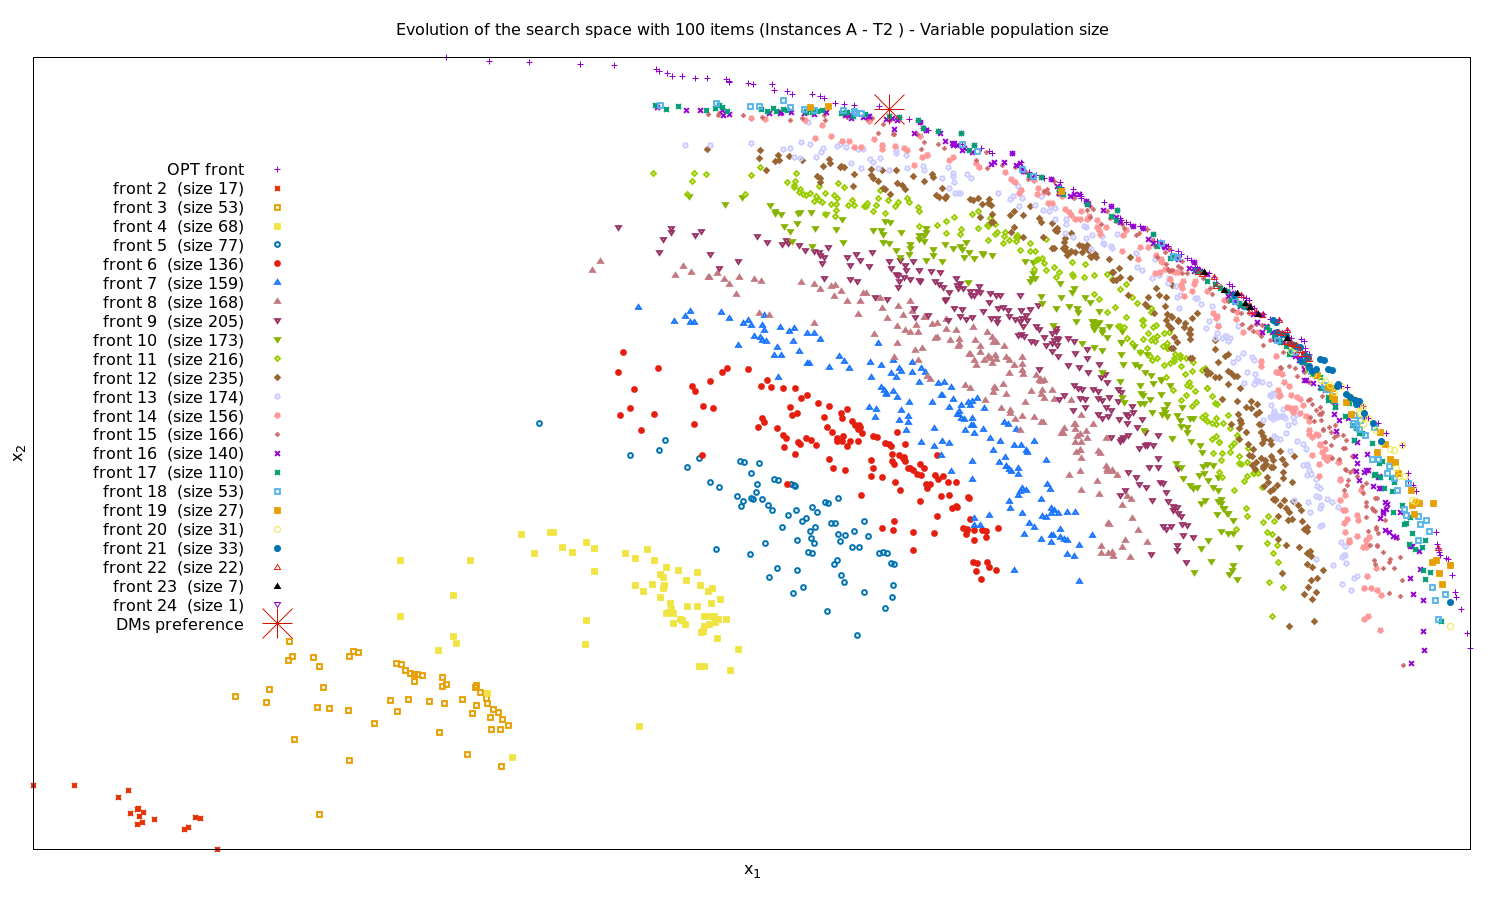 Evolution of the search space with 100 items (Instances A - T2 ) - Variable population size
OPT front
front 2 (size 17)
front 3 (size 53)
front 4 (size 68)
front 5 (size 77)
front 6 (size 136)
front 7 (size 159)
front 8 (size 168)
front 9 (size 205)
front 10 (size 173)
front 11 (size 216)
front 12 (size 235)
front 13 (size 174)
front 14 (size 156)
front 15 (size 166)
front 16 (size 140)
front 17 (size 110)
front 18 (size 53)
front 19 (size 27)
front 20 (size 31)
front 21 (size 33)
front 22 (size 22)
front 23 (size 7)
front 24 (size 1)
DMs preference
x2
x1